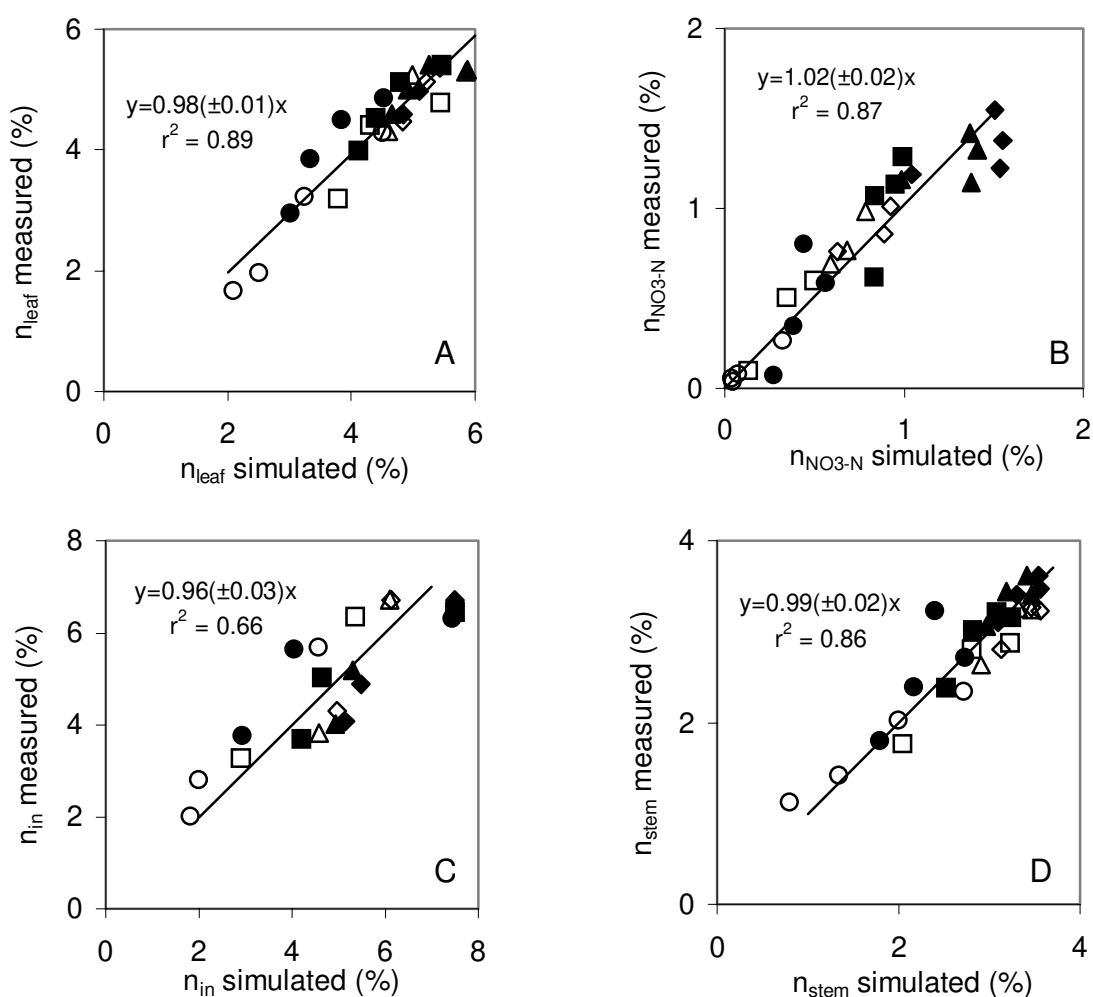 6
4
2
0
0
2
4
6
n_leaf measured (%)
n_leaf simulated (%)
y=0.98(±0.01)x
r² = 0.89
A
2
1
0
0
1
2
n_NO3-N measured (%)
n_NO3-N simulated (%)
y=1.02(±0.02)x
r² = 0.87
B
8
6
4
2
0
0
2
4
6
8
n_in measured (%)
n_in simulated (%)
y=0.96(±0.03)x
r² = 0.66
C
4
2
0
0
2
4
n_stem measured (%)
n_stem simulated (%)
y=0.99(±0.02)x
r² = 0.86
D